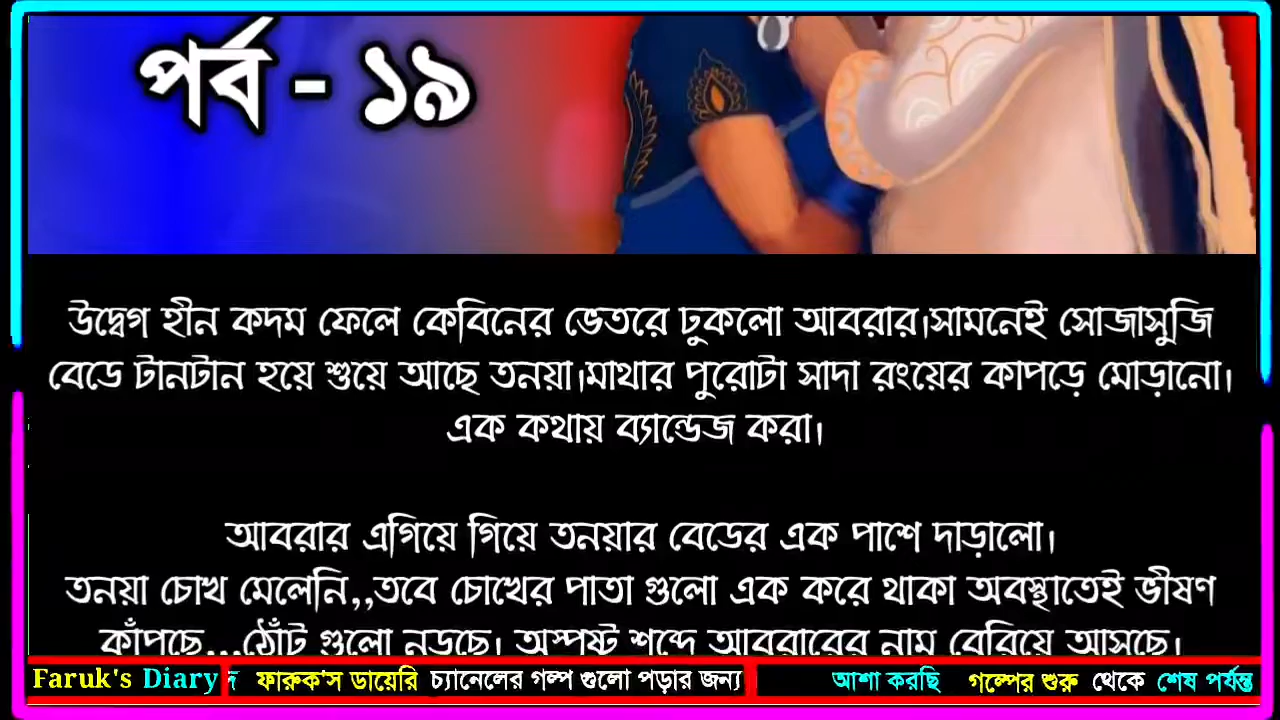 পর্ব - ১৯
উদ্বেগ হীন কদম ফেলে কেবিনের ভেতরে ঢুকলো আবরার।সামনেই সোজাসুজি
বেডে টানটান হয়ে শুয়ে আছে তনয়া।মাথার পুরোটা সাদা রংয়ের কাপড়ে মোড়ানো।
এক কথায় ব্যান্ডেজ করা।
আবরার এগিয়ে গিয়ে তনয়ার বেডের এক পাশে দাড়ালো।
তনয়া চোখ মেলেনি,,তবে চোখের পাতা গুলো এক করে থাকা অবস্থাতেই ভীষণ
কাঁপছে,,,ঠোঁট গুলো নড়ছে। অস্পষ্ট শব্দে আবরারের নাম বেরিয়ে আসছে।
Faruk's Diary ফারুক'স ডায়েরি চ্যানেলের গল্প গুলো পড়ার জন্য আশা করছি গল্পের শুরু থেকে শেষ পর্যন্ত